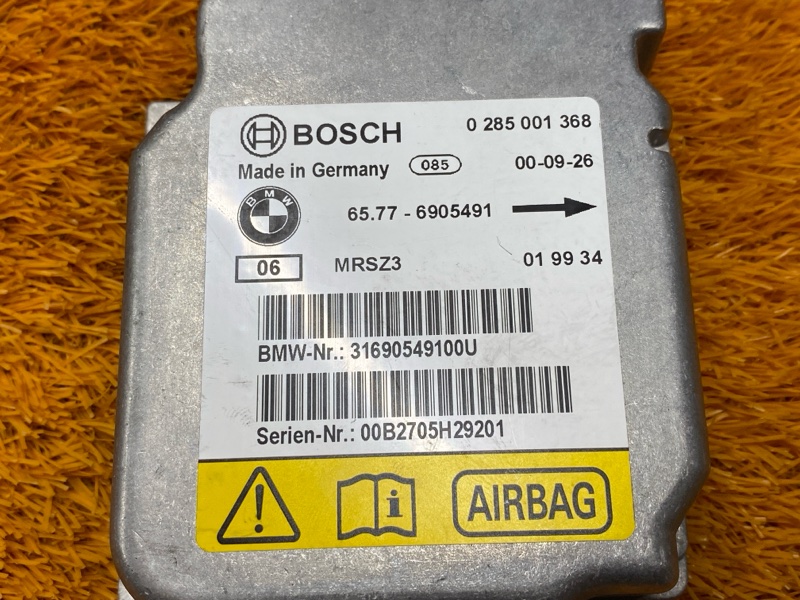 BOSCH 0 285 001 368
Made in Germany 085 00-09-26
BMW 65.77 - 6905491
06 MRSZ3 01 99 34
BMW-Nr.: 31690549100U
Serien-Nr.: 00B2705H29201
AIRBAG